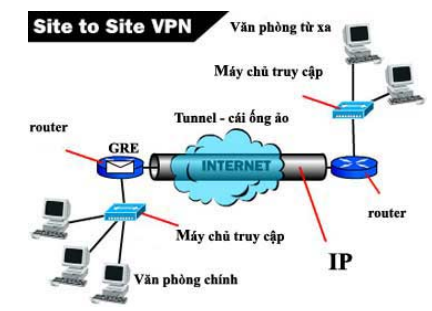 Site to Site VPN
Văn phòng từ xa
Máy chủ truy cập
Tunnel - cái ống ảo
router
GRE
INTERNET
router
Máy chủ truy cập
IP
Văn phòng chính